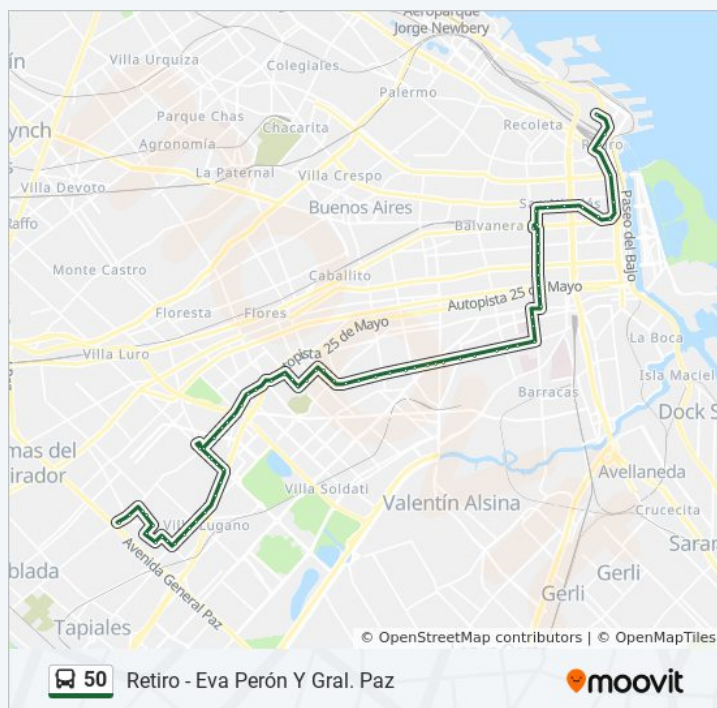 Aeroparque
Jorge Newbery
Villa Urquiza
Colegiales
ín
Palermo
Parque Chas
Recoleta
Retiro
ynch
Chacarita
Agronomía
La Paternal
Villa Crespo
Villa Devoto
Buenos Aires
San Nicolás
Raffo
Balvanera
Paseo del Bajo
Monte Castro
Caballito
Autopista 25 de Mayo
Floresta
Flores
topista 25 de Mayo
La Boca
Villa Luro
Isla Maciel
Barracas
Dock S
mas del
irador
Avellaneda
Villa Soldati
Valentín Alsina
Crucecita
Villa Lugano
Saran
Avenida General Paz
blada
Gerli
Gerli
Tapiales
© OpenStreetMap contributors | © OpenMapTiles
50 Retiro - Eva Perón Y Gral. Paz
moovit